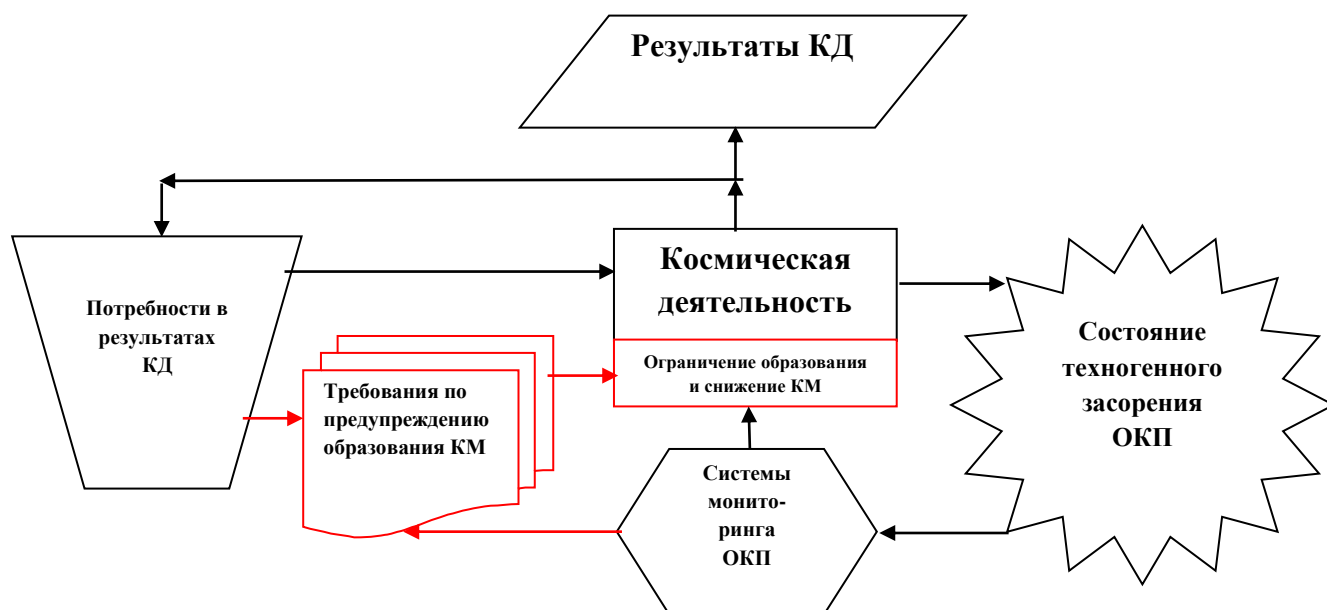 Результаты КД
Потребности в
результатах
КД
Космическая
деятельность
Ограничение образования
и снижение КМ
Требования по
предупреждению
образования КМ
Состояние
техногенного
засорения
ОКП
Системы
монито-
ринга
ОКП